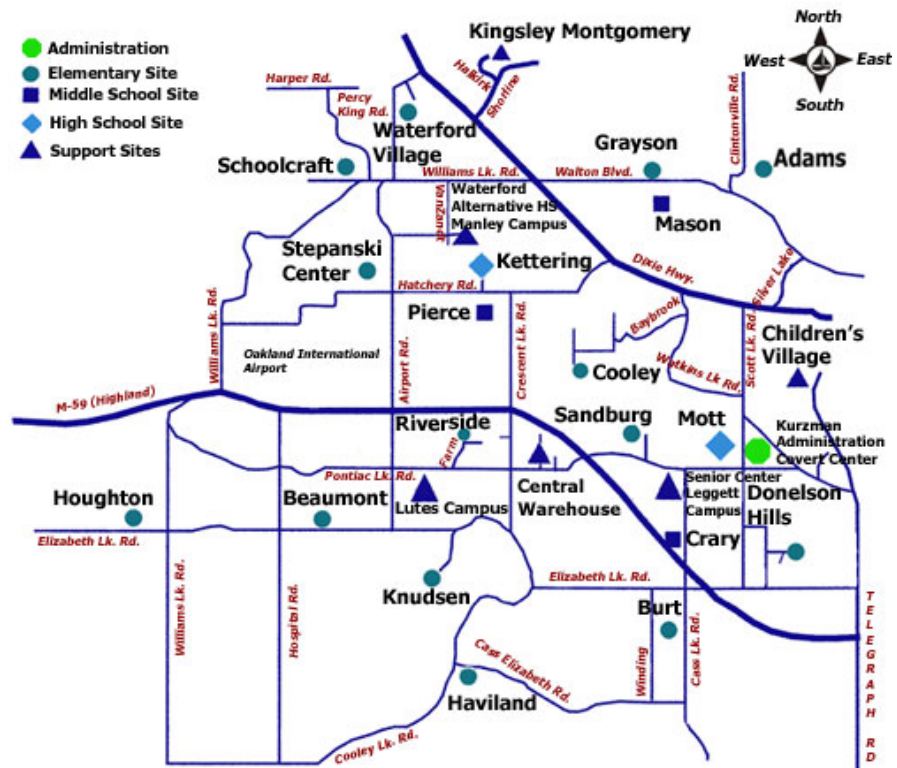 North
West
East
South
Administration
Elementary Site
Middle School Site
High School Site
Support Sites
Kingsley Montgomery
Halkirk
Shorline
Harper Rd.
Percy
King Rd.
Waterford
Village
Schoolcraft
Williams Lk. Rd.
Walton Blvd.
Grayson
Clintonville Rd.
Adams
VanZandt
Waterford
Alternative HS
Manley Campus
Mason
Stepanski
Center
Kettering
Dixie Hwy.
Silver Lake
Hatchery Rd.
Pierce
Williams Lk. Rd.
Oakland International
Airport
Airport Rd.
Crescent Lk. Rd.
Baybrook
Cooley
Watkins Lk Rd.
Scott Lk. Rd.
Children's
Village
M-59 (Highland)
Riverside
Farm
Sandburg
Mott
Kurzman
Administration
Covert Center
Pontiac Lk. Rd.
Houghton
Beaumont
Lutes Campus
Central
Warehouse
Senior Center
Leggett
Campus
Donelson
Hills
Elizabeth Lk. Rd.
Crary
Knudsen
Elizabeth Lk. Rd.
Williams Lk. Rd.
Hospital Rd.
Burt
Winding
Cass Lk. Rd.
Cass Elizabeth Rd.
Haviland
Cooley Lk. Rd.
TELEGRAPH RD